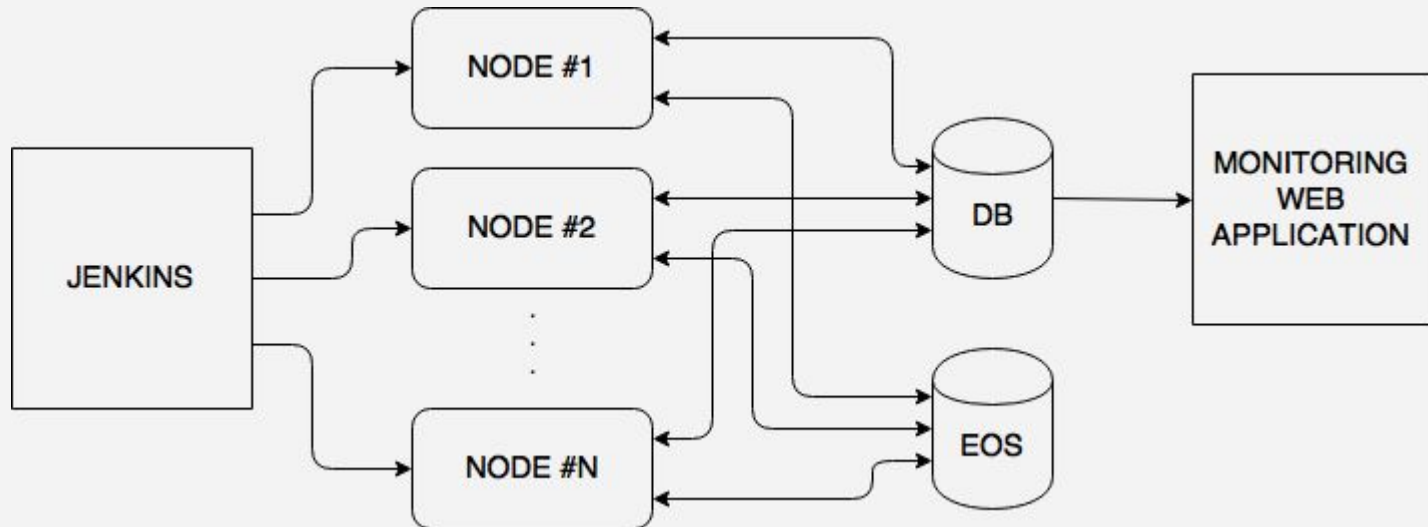 NODE #1
JENKINS
NODE #2
.
.
.
NODE #N
DB
EOS
MONITORING
WEB
APPLICATION